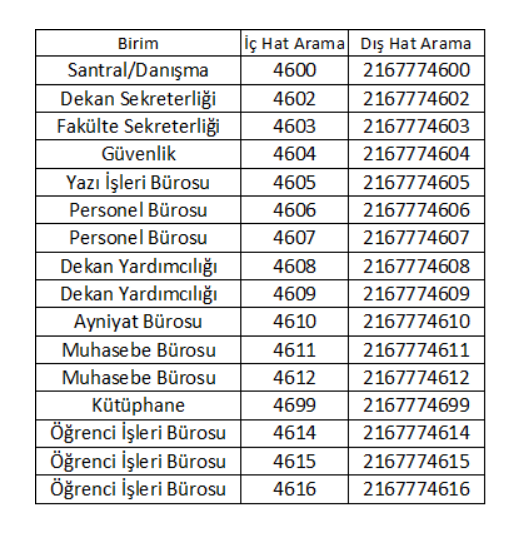 Birim İç Hat Arama Dış Hat Arama
Santral/Danışma 4600 2167774600
Dekan Sekreterliği 4602 2167774602
Fakülte Sekreterliği 4603 2167774603
Güvenlik 4604 2167774604
Yazı İşleri Bürosu 4605 2167774605
Personel Bürosu 4606 2167774606
Personel Bürosu 4607 2167774607
Dekan Yardımcılığı 4608 2167774608
Dekan Yardımcılığı 4609 2167774609
Ayniyat Bürosu 4610 2167774610
Muhasebe Bürosu 4611 2167774611
Muhasebe Bürosu 4612 2167774612
Kütüphane 4699 2167774699
Öğrenci İşleri Bürosu 4614 2167774614
Öğrenci İşleri Bürosu 4615 2167774615
Öğrenci İşleri Bürosu 4616 2167774616